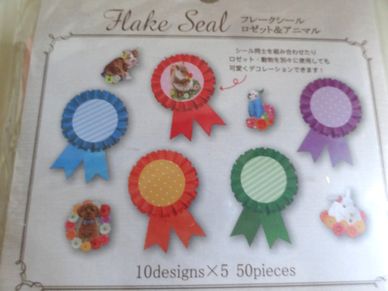 Flake Seal フレークシール
ロゼット&アニマル
シール同士を組み合わせたり
ロゼット・動物を別々に使用しても
可愛くデコレーションできます!
10designs×5 50pieces